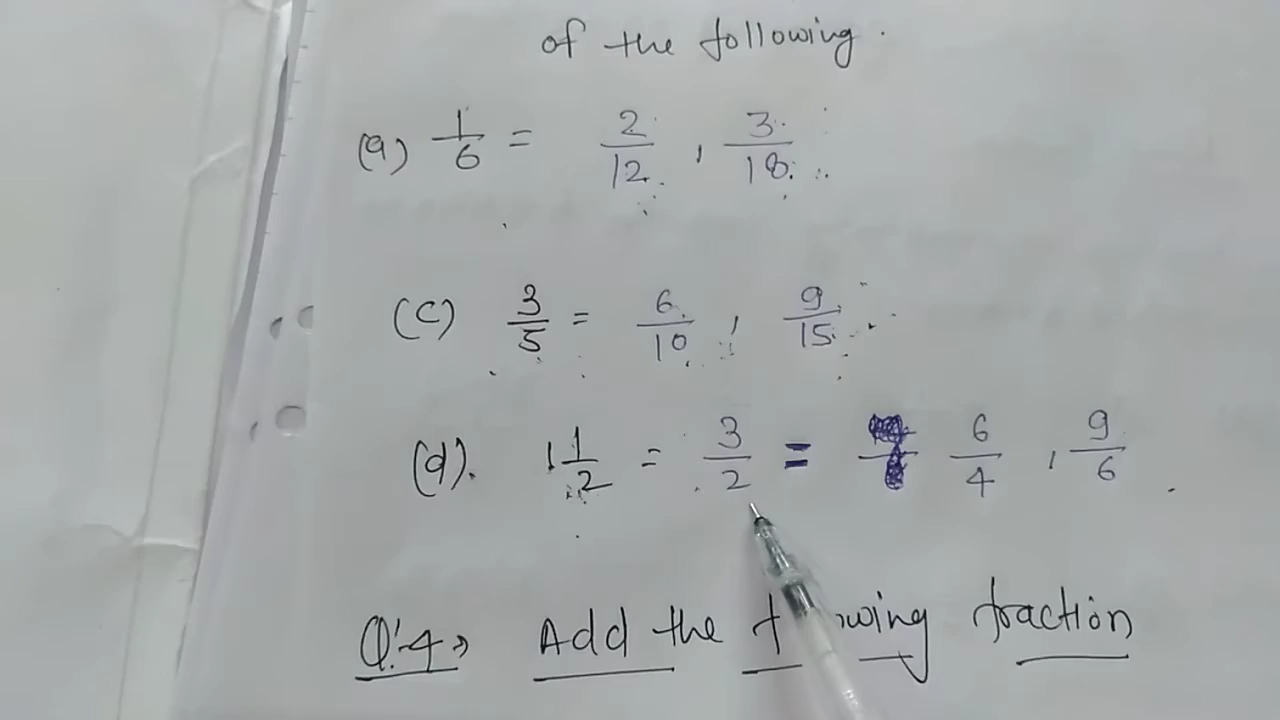 of the following.
(a) 1/6 = 2/12, 3/18
(c) 3/5 = 6/10, 9/15
(d). 1 1/2 = 3/2 = 6/4, 9/6
Q.4 Add the fraction